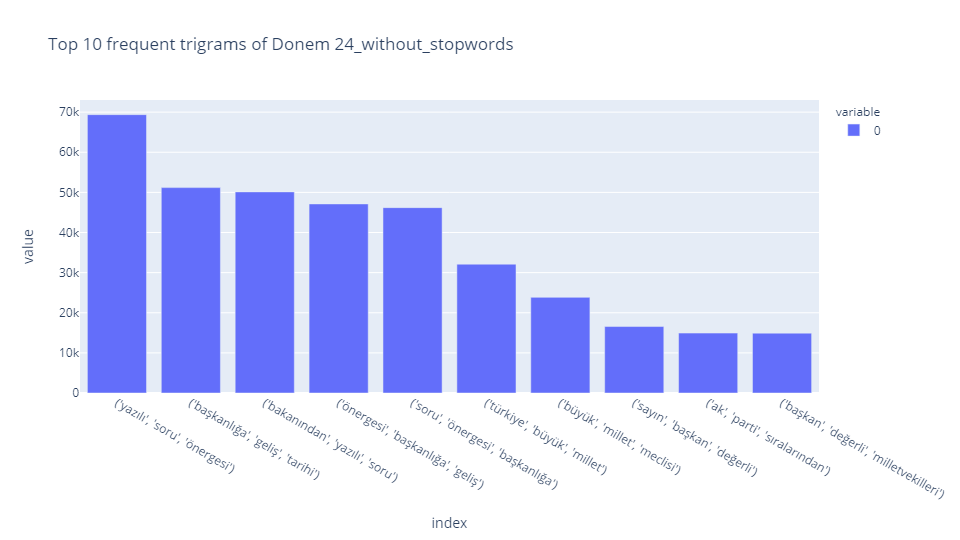 Top 10 frequent trigrams of Donem 24_without_stopwords
variable
0
value
70k
60k
50k
40k
30k
20k
10k
0
('yazılı', 'soru', 'önergesi')
('başkanlığa', 'geliş', 'tarihi')
('bakanından', 'yazılı', 'soru')
('önergesi', 'başkanlığa', 'geliş')
('soru', 'önergesi', 'başkanlığa')
('türkiye', 'büyük', 'millet')
('büyük', 'millet', 'meclisi')
('sayın', 'başkan', 'değerli')
('ak', 'parti', 'sıralarından')
('başkan', 'değerli', 'milletvekilleri')
index